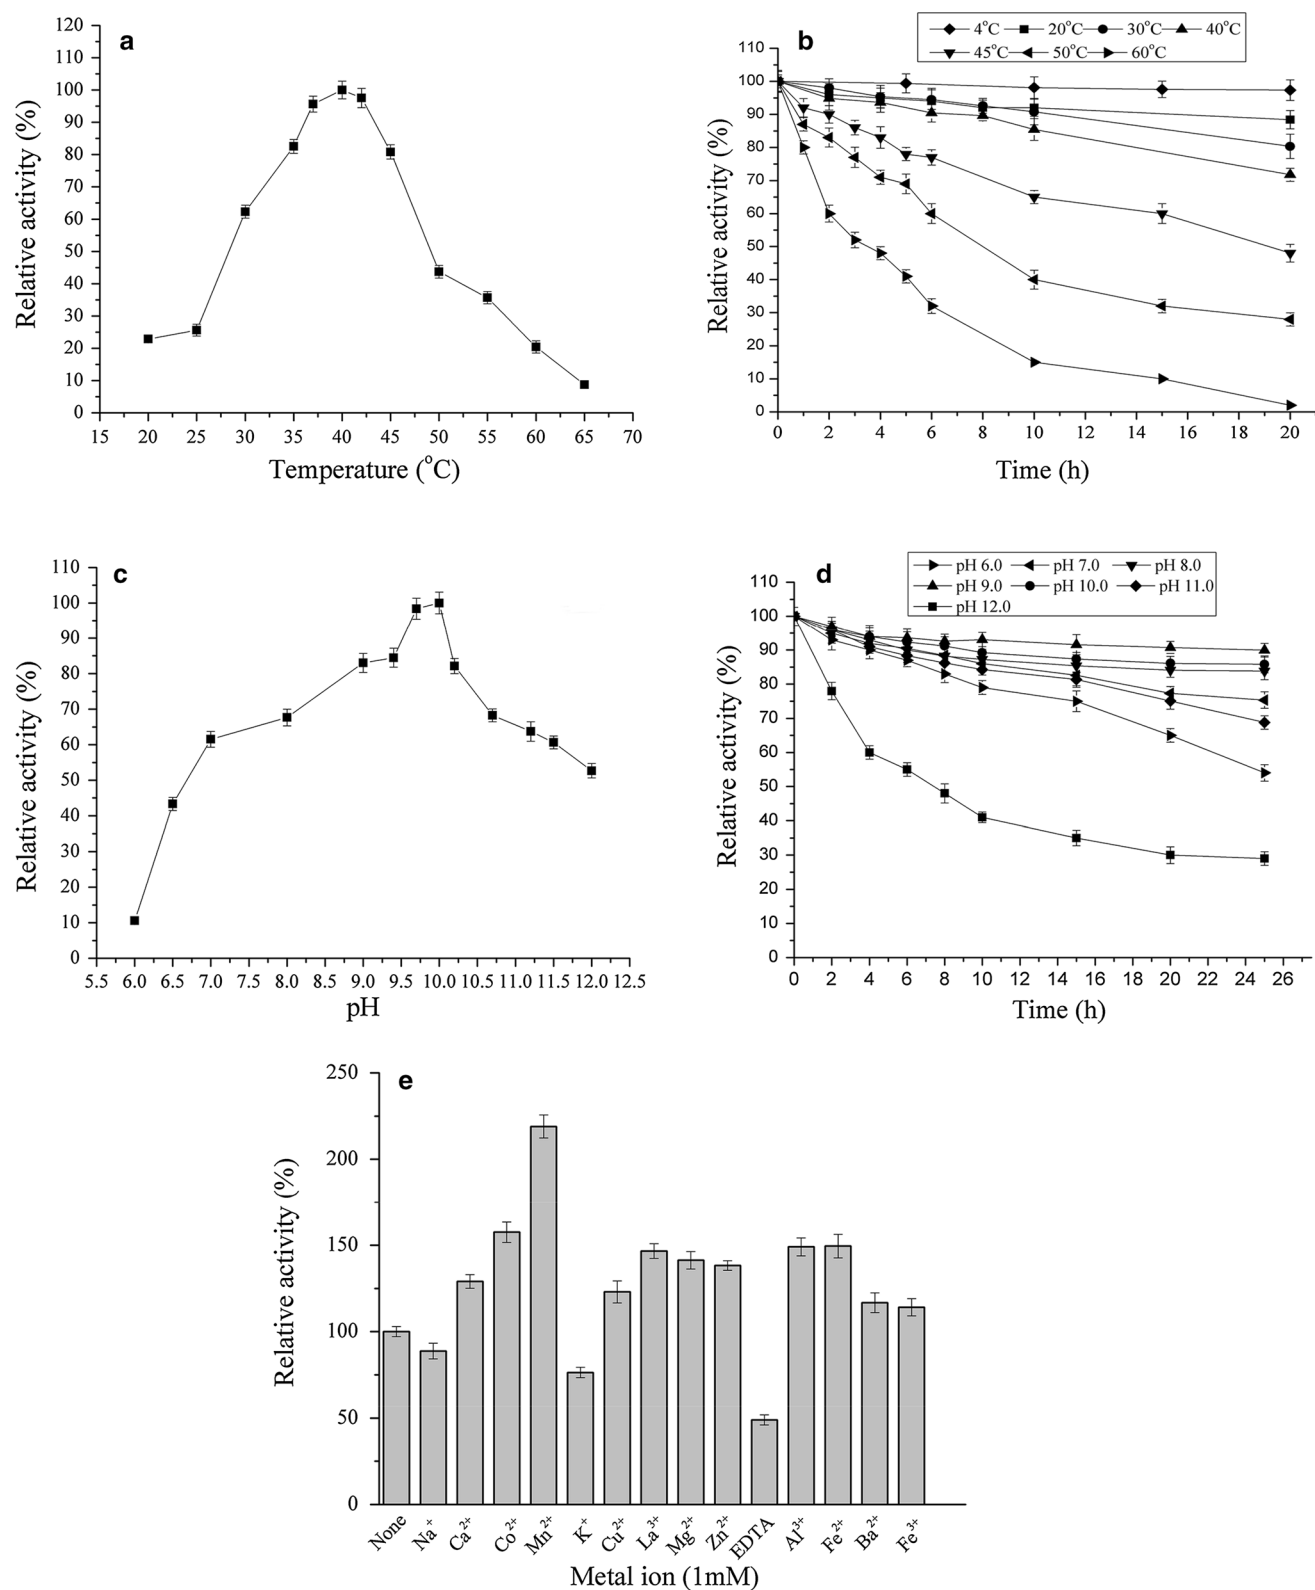 a
120
110
100
90
80
70
60
50
40
30
20
10
0
Relative activity (%)
15 20 25 30 35 40 45 50 55 60 65 70
Temperature (°C)
b
4°C 20°C 30°C 40°C
45°C 50°C 60°C
110
100
90
80
70
60
50
40
30
20
10
0
Relative activity (%)
0 2 4 6 8 10 12 14 16 18 20
Time (h)
c
110
100
90
80
70
60
50
40
30
20
10
0
Relative activity (%)
5.5 6.0 6.5 7.0 7.5 8.0 8.5 9.0 9.5 10.0 10.5 11.0 11.5 12.0 12.5
pH
d
pH 6.0 pH 7.0 pH 8.0
pH 9.0 pH 10.0 pH 11.0
pH 12.0
110
100
90
80
70
60
50
40
30
20
10
0
Relative activity (%)
0 2 4 6 8 10 12 14 16 18 20 22 24 26
Time (h)
e
250
200
150
100
50
0
Relative activity (%)
None Na⁺ Ca²⁺ Co²⁺ Mn²⁺ K⁺ Cu²⁺ La³⁺ Mg²⁺ Zn²⁺ EDTA Al³⁺ Fe²⁺ Ba²⁺ Fe³⁺
Metal ion (1mM)